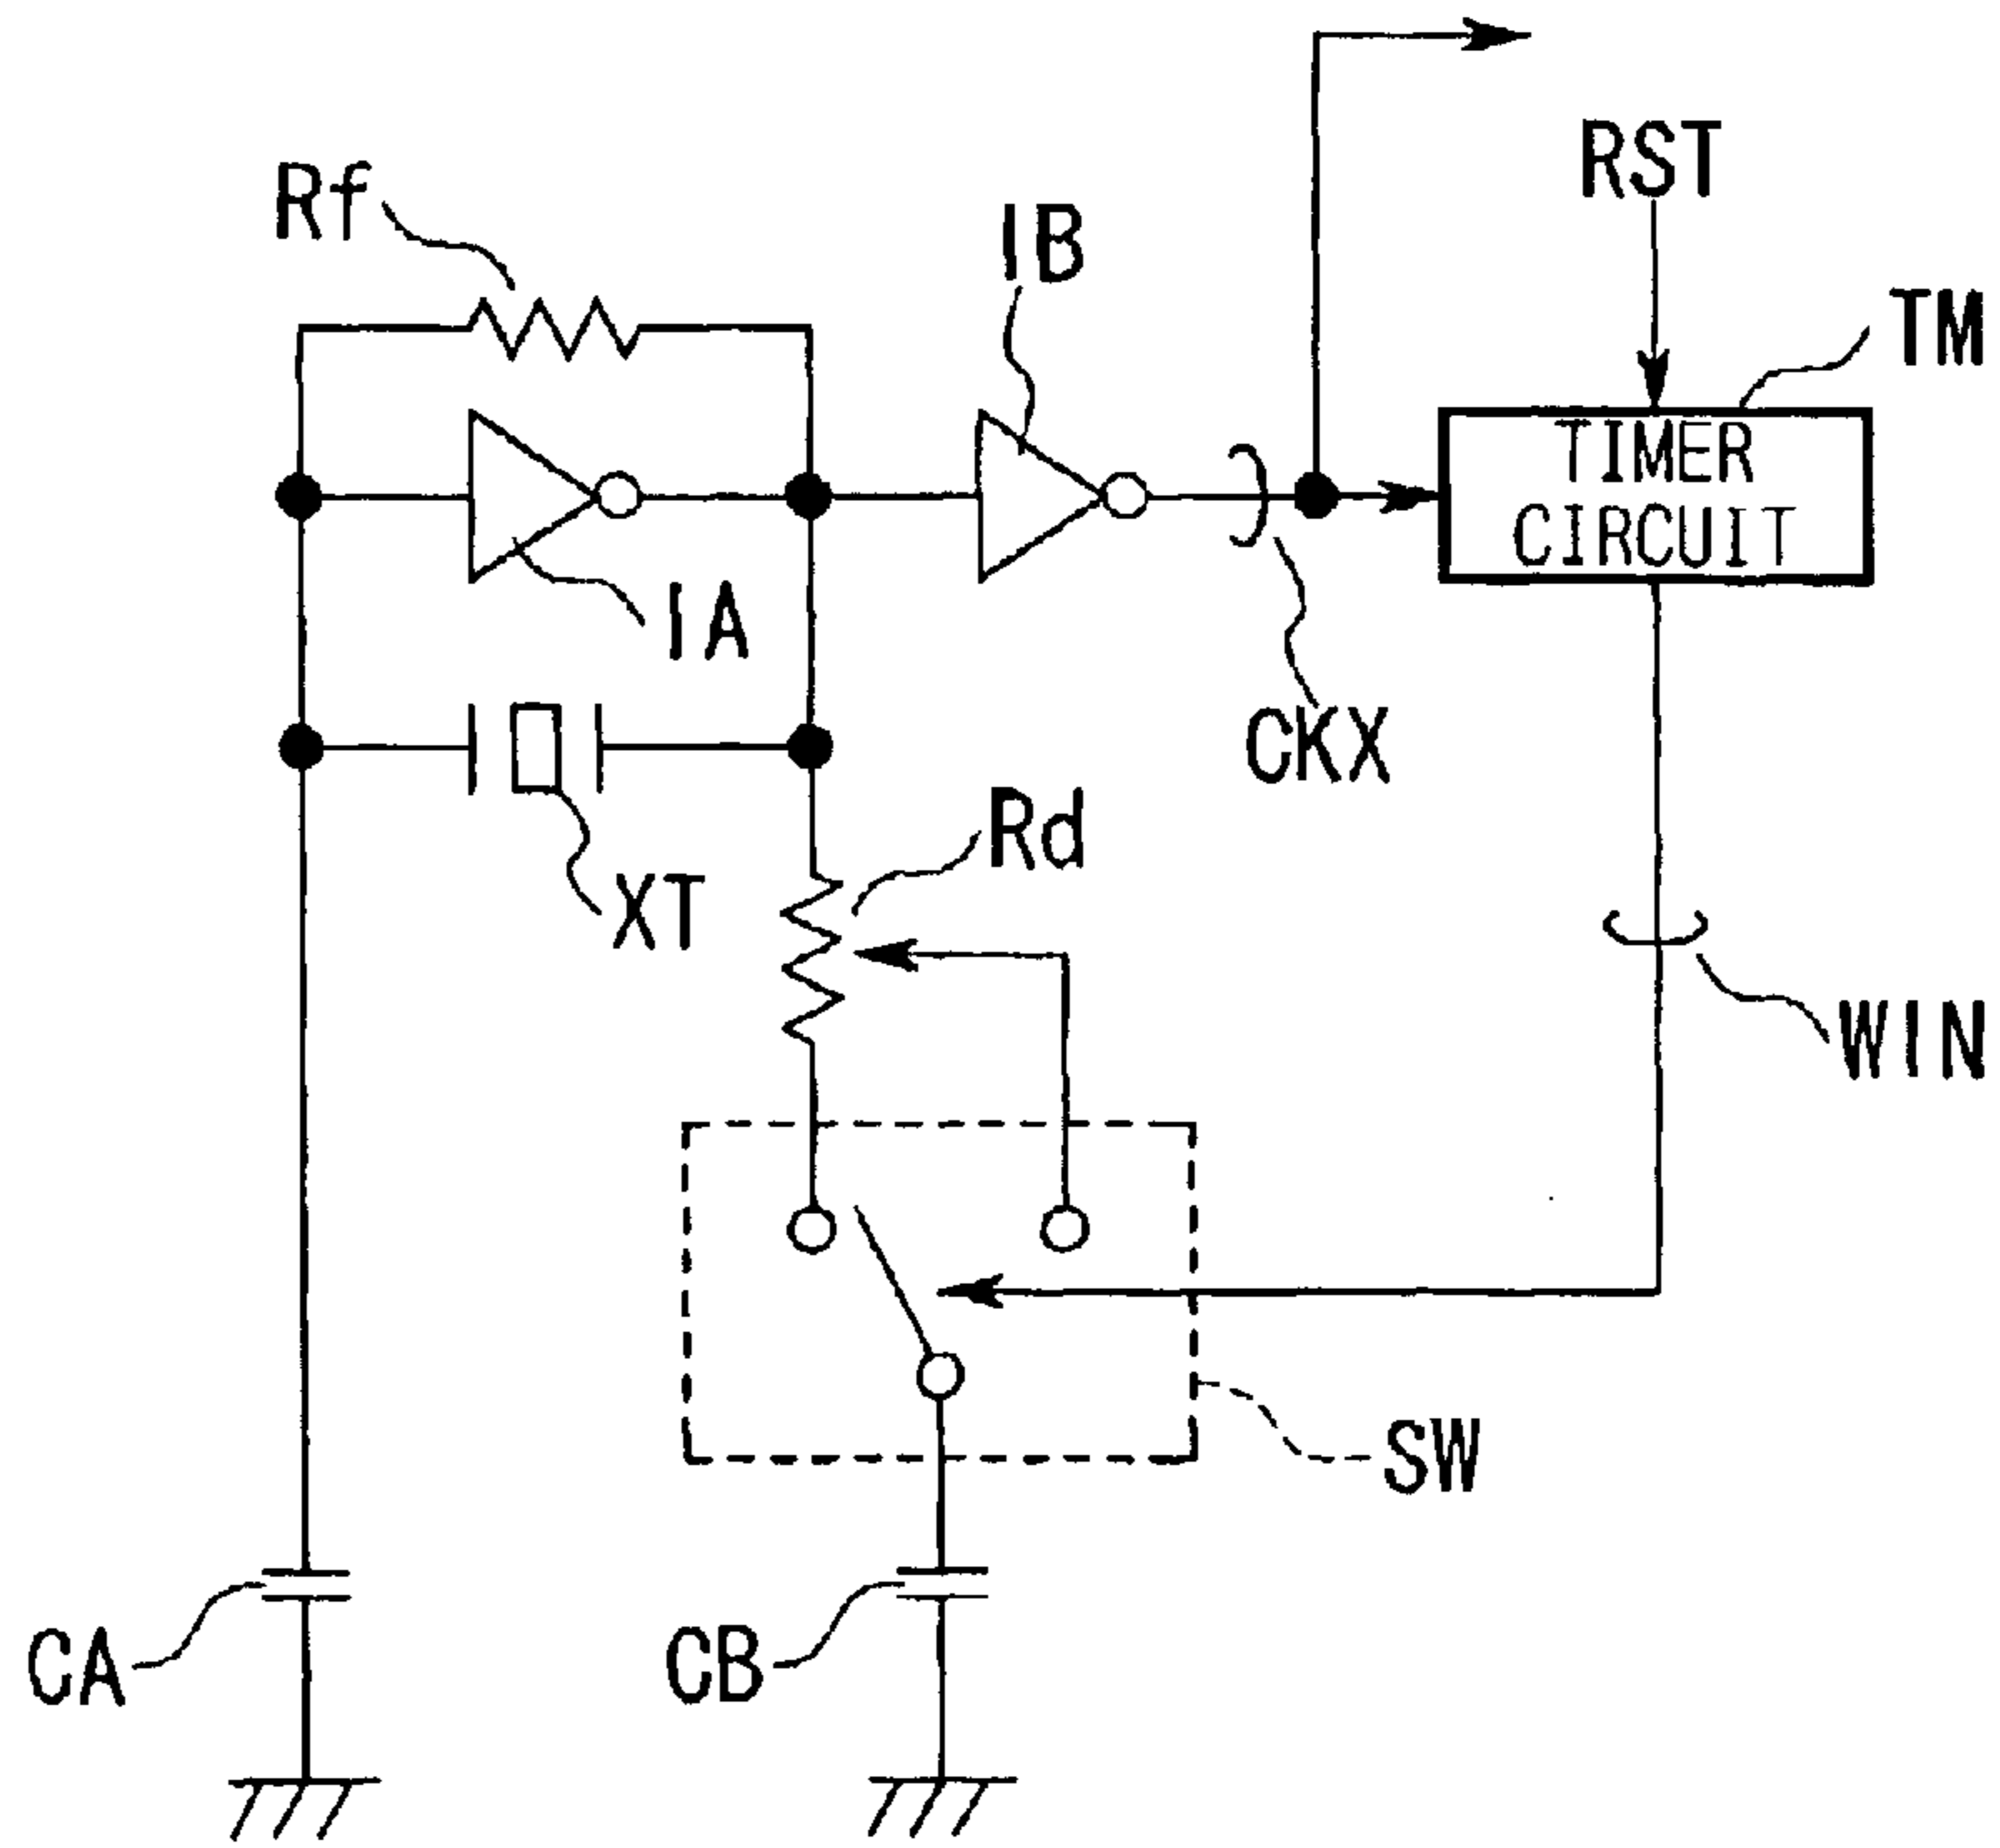 RST
Rf
IB
TM
TIMER
CIRCUIT
IA
CKX
Rd
XT
WIN
SW
CA
CB